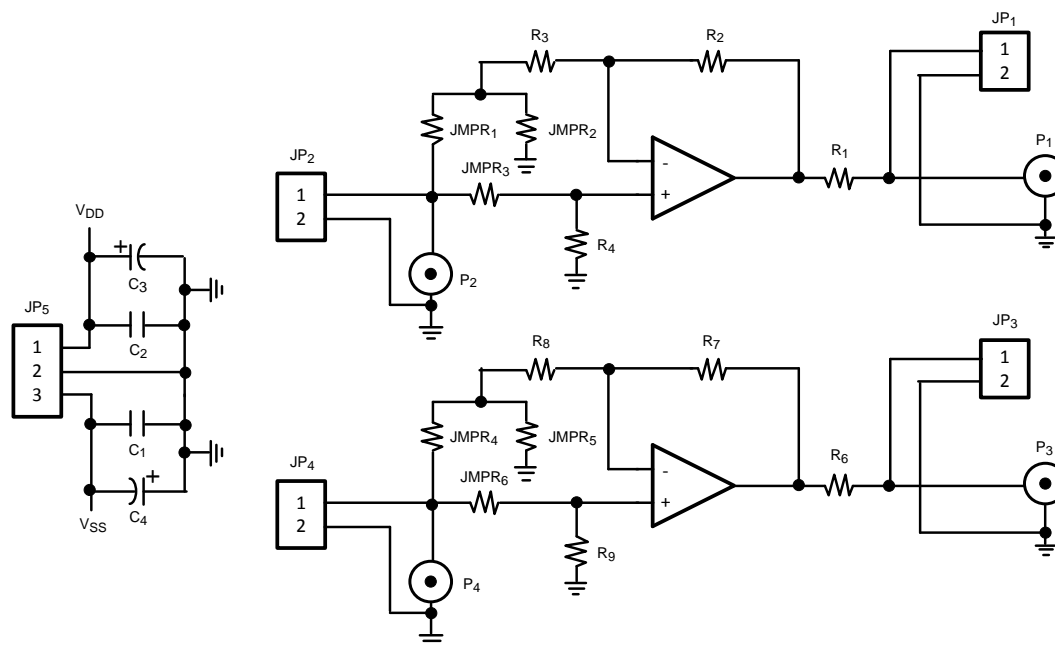 JP1
1
2
R3
R2
JMPR1
JMPR2
P1
R1
JP2
JMPR3
1
2
-
+
R4
P2
VDD
+
C3
JP5
1
2
3
C2
C1
+
C4
VSS
JP3
1
2
R8
R7
JMPR4
JMPR5
P3
R6
JP4
JMPR6
1
2
-
+
R9
P4